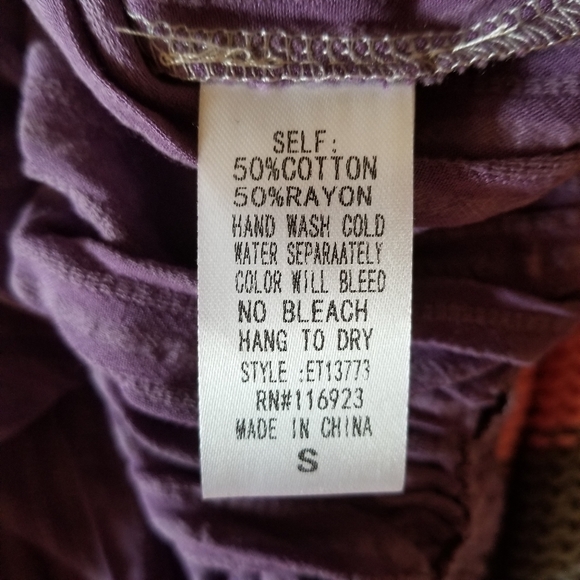 SELF:
50%COTTON
50%RAYON
HAND WASH COLD
WATER SEPARAATELY
COLOR WILL BLEED
NO BLEACH
HANG TO DRY
STYLE :ET13773
RN#116923
MADE IN CHINA
S